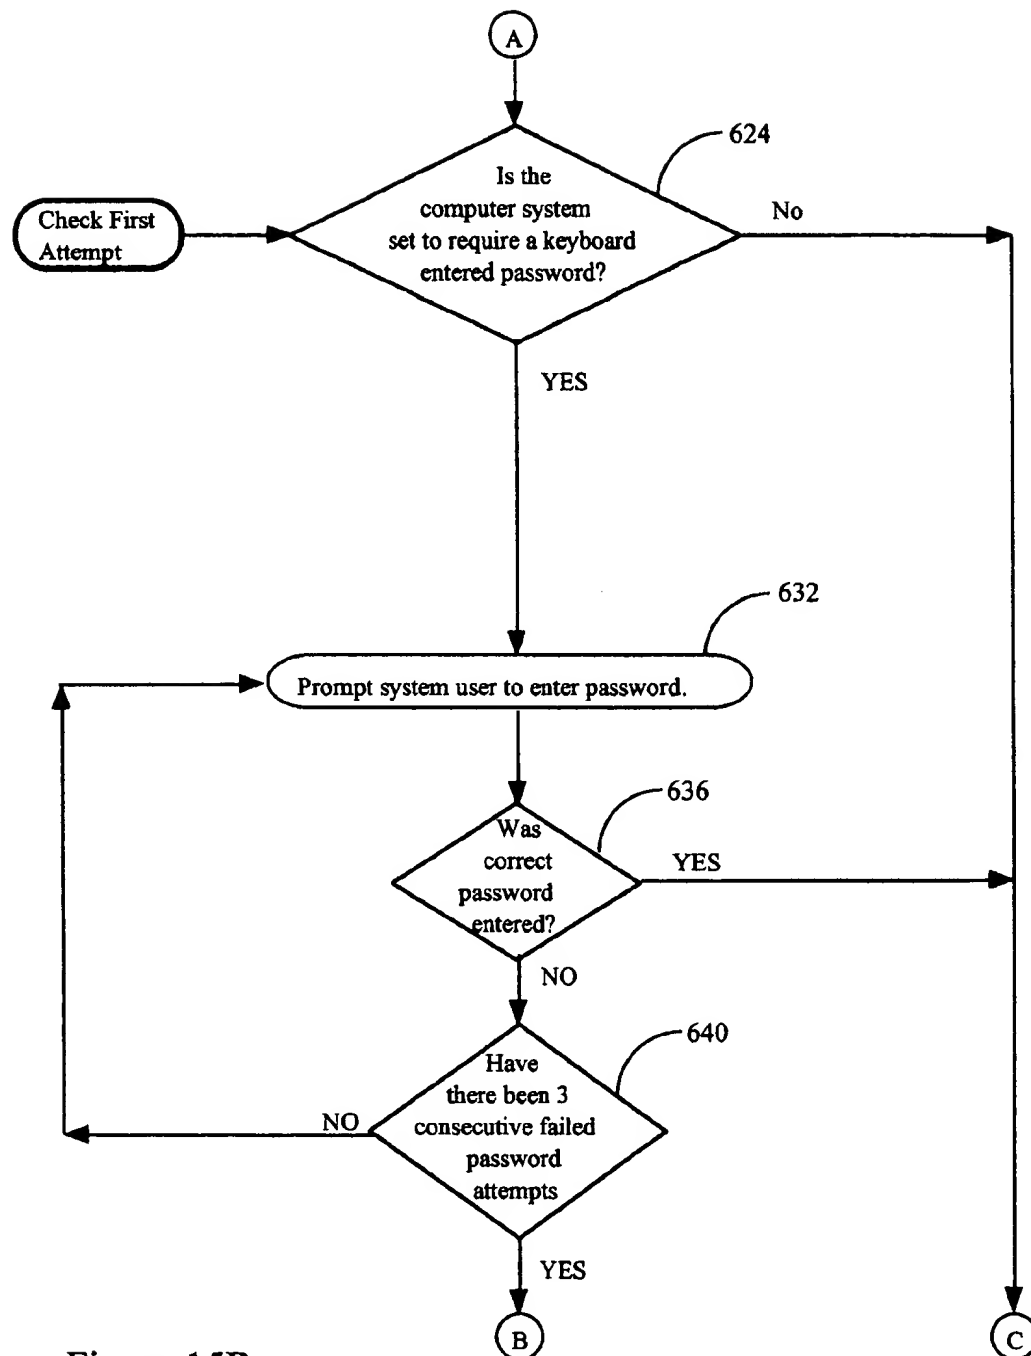 A
624
Is the
computer system
set to require a keyboard
entered password?
No
Check First
Attempt
YES
632
Prompt system user to enter password.
636
Was
correct
password
entered?
YES
NO
640
Have
there been 3
consecutive failed
password
attempts
NO
YES
B
C